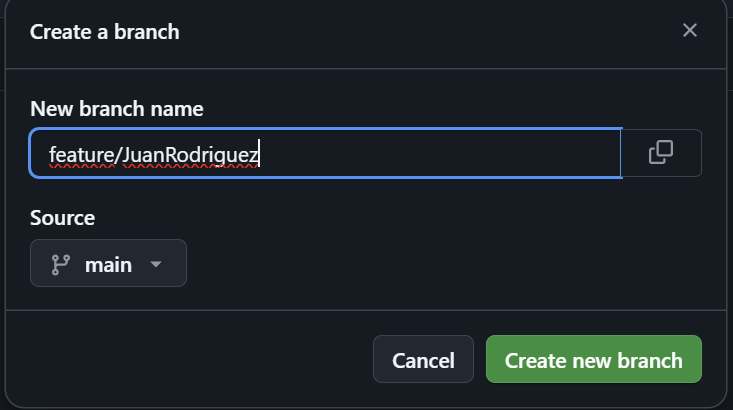 Create a branch
New branch name
feature/JuanRodriguez
Source
main
Cancel
Create new branch